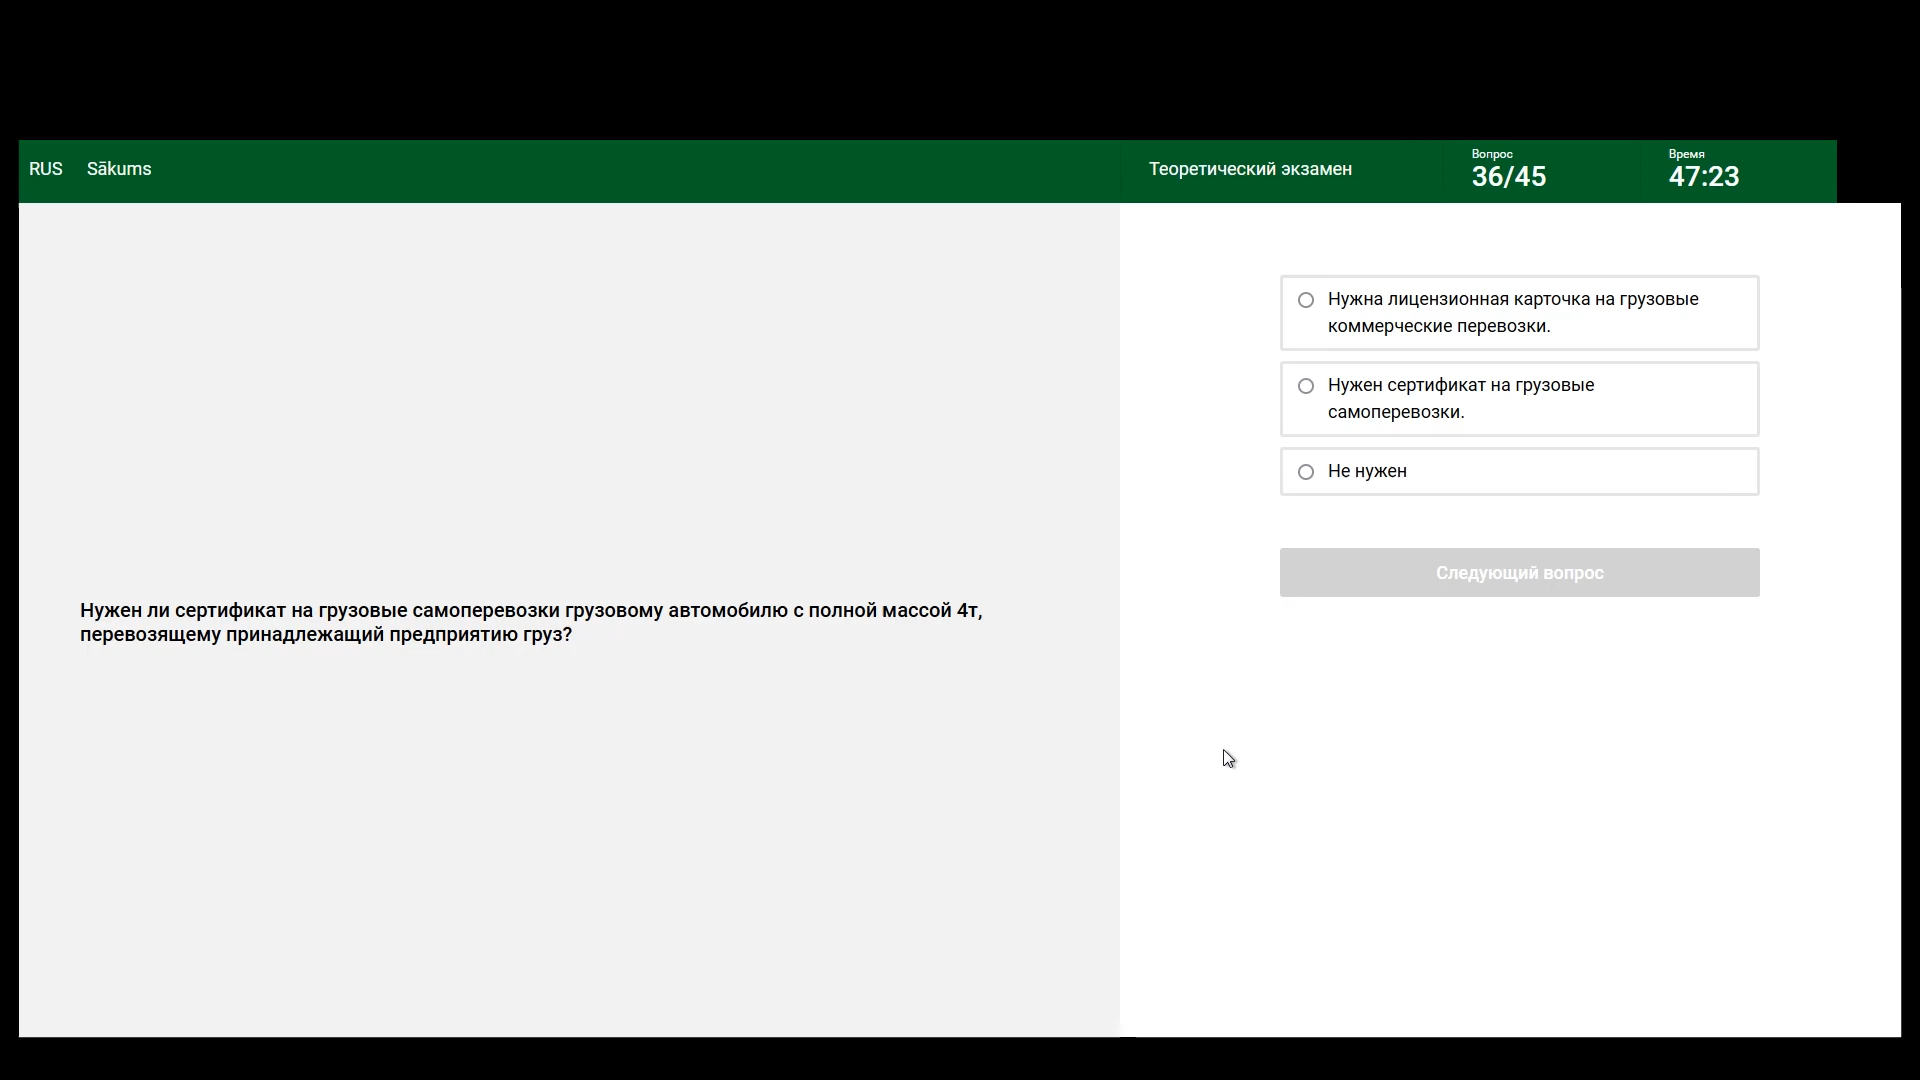 RUS Sākums Теоретический экзамен Вопрос 36/45 Время 47:23
Нужен ли сертификат на грузовые самоперевозки грузовому автомобилю с полной массой 4т,
перевозящему принадлежащий предприятию груз?
Нужна лицензионная карточка на грузовые
коммерческие перевозки.
Нужен сертификат на грузовые
самоперевозки.
Не нужен
Следующий вопрос